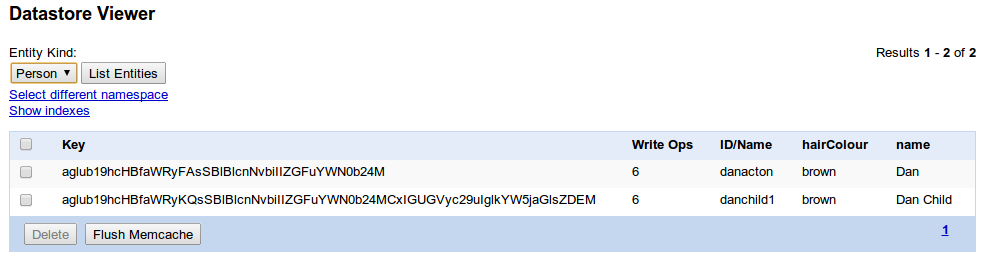 Datastore Viewer
Entity Kind:
Results 1 - 2 of 2
Person List Entities
Select different namespace
Show indexes
Key Write Ops ID/Name hairColour name
aglub19hcHBfaWRyFAsSBlBlcnNvbiIIZGFuYWN0b24M 6 danacton brown Dan
aglub19hcHBfaWRyKQsSBlBlcnNvbiIIZGFuYWN0b24MCxIGUGVyc29uIglkYW5jaGlsZDEM 6 danchild1 brown Dan Child
Delete Flush Memcache 1